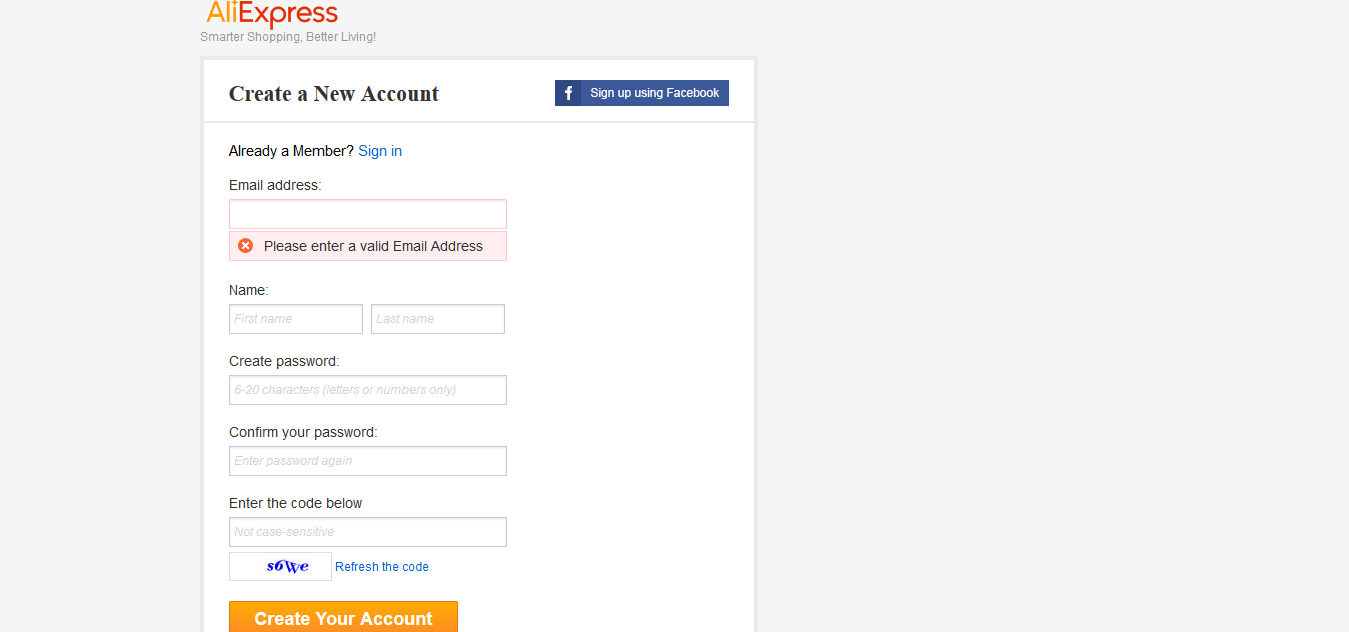 AliExpress
Smarter Shopping, Better Living!
Create a New Account
f Sign up using Facebook
Already a Member? Sign in
Email address:
Please enter a valid Email Address
Name:
First name Last name
Create password:
6-20 characters (letters or numbers only)
Confirm your password:
Enter password again
Enter the code below
Not case-sensitive
Refresh the code
Create Your Account